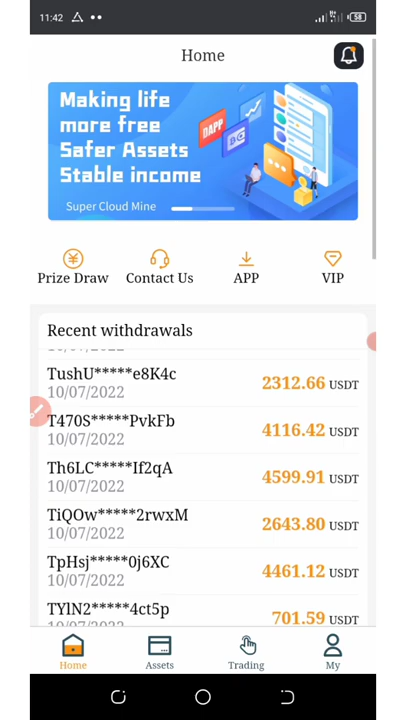 11:42
58
Home
Making life
more free
Safer Assets
Stable income
DAPP
Super Cloud Mine
Prize Draw
Contact Us
APP
VIP
Recent withdrawals
TushU*****e8K4c
10/07/2022
2312.66 USDT
T470S*****PvkFb
10/07/2022
4116.42 USDT
Th6LC*****If2qA
10/07/2022
4599.91 USDT
TiQOw*****2rwxM
10/07/2022
2643.80 USDT
TpHsj*****0j6XC
10/07/2022
4461.12 USDT
TYlN2*****4ct5p
701.59 USDT
Home
Assets
Trading
My